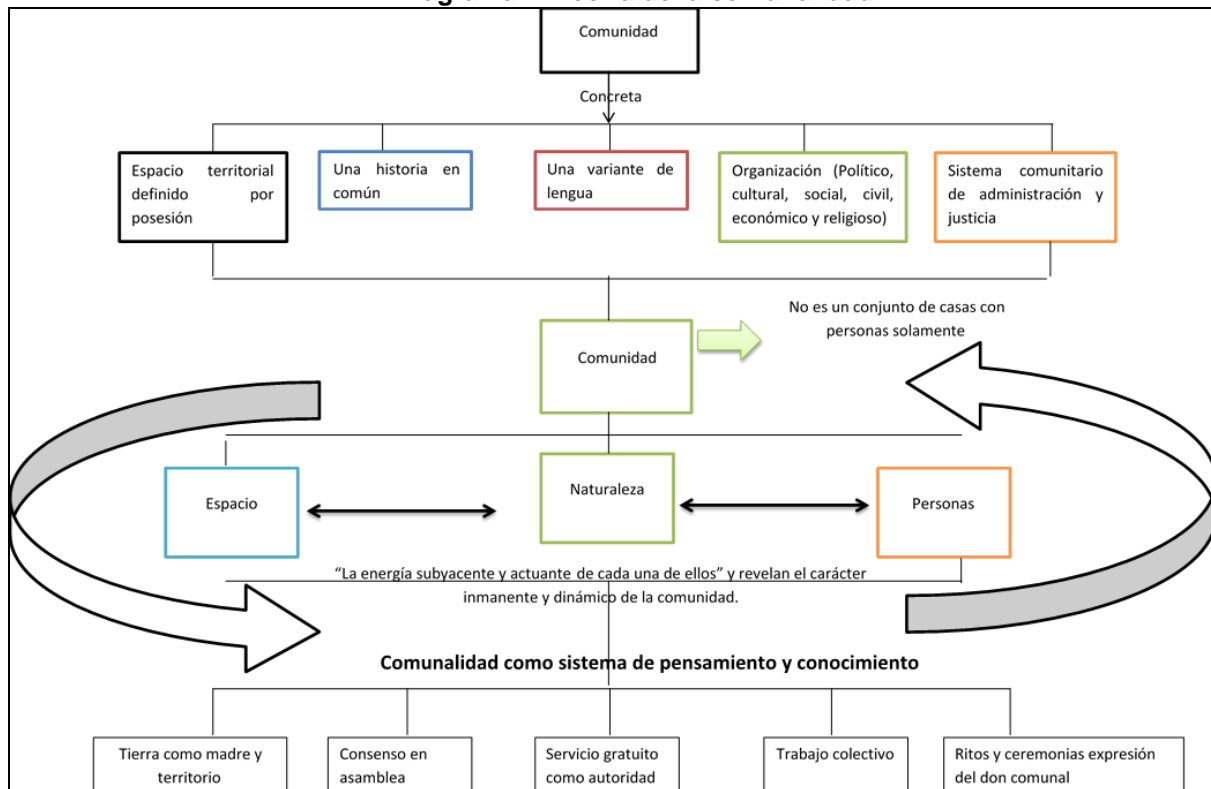 Comunidad
Concreta
Espacio territorial
definido por
posesión
Una historia en
común
Una variante de
lengua
Organización (Político,
cultural, social, civil,
económico y religioso)
Sistema comunitario
de administración y
justicia
No es un conjunto de casas con
personas solamente
Comunidad
Espacio
Naturaleza
Personas
“La energía subyacente y actuante de cada una de ellos” y revelan el carácter
inmanente y dinámico de la comunidad.
Comunalidad como sistema de pensamiento y conocimiento
Tierra como madre y
territorio
Consenso en
asamblea
Servicio gratuito
como autoridad
Trabajo colectivo
Ritos y ceremonias expresión
del don comunal